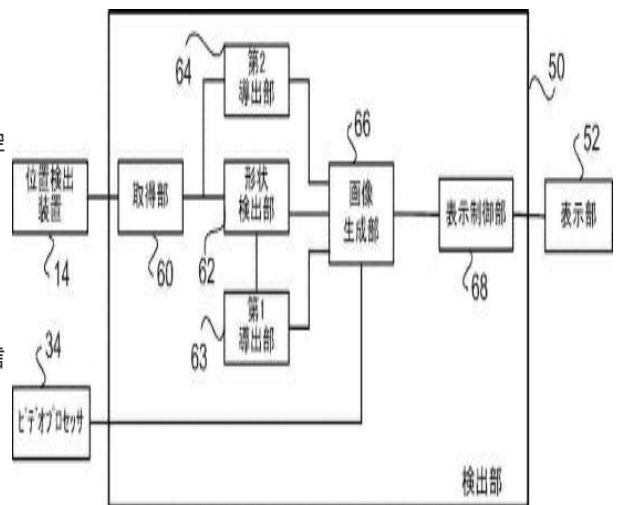 64
第2
導出部
50
66
52
位置検出
装置
取得部
形状
検出部
画像
生成部
表示制御部
表示部
14
60
62
68
第1
導出部
63
34
ビデオプロセッサ
検出部